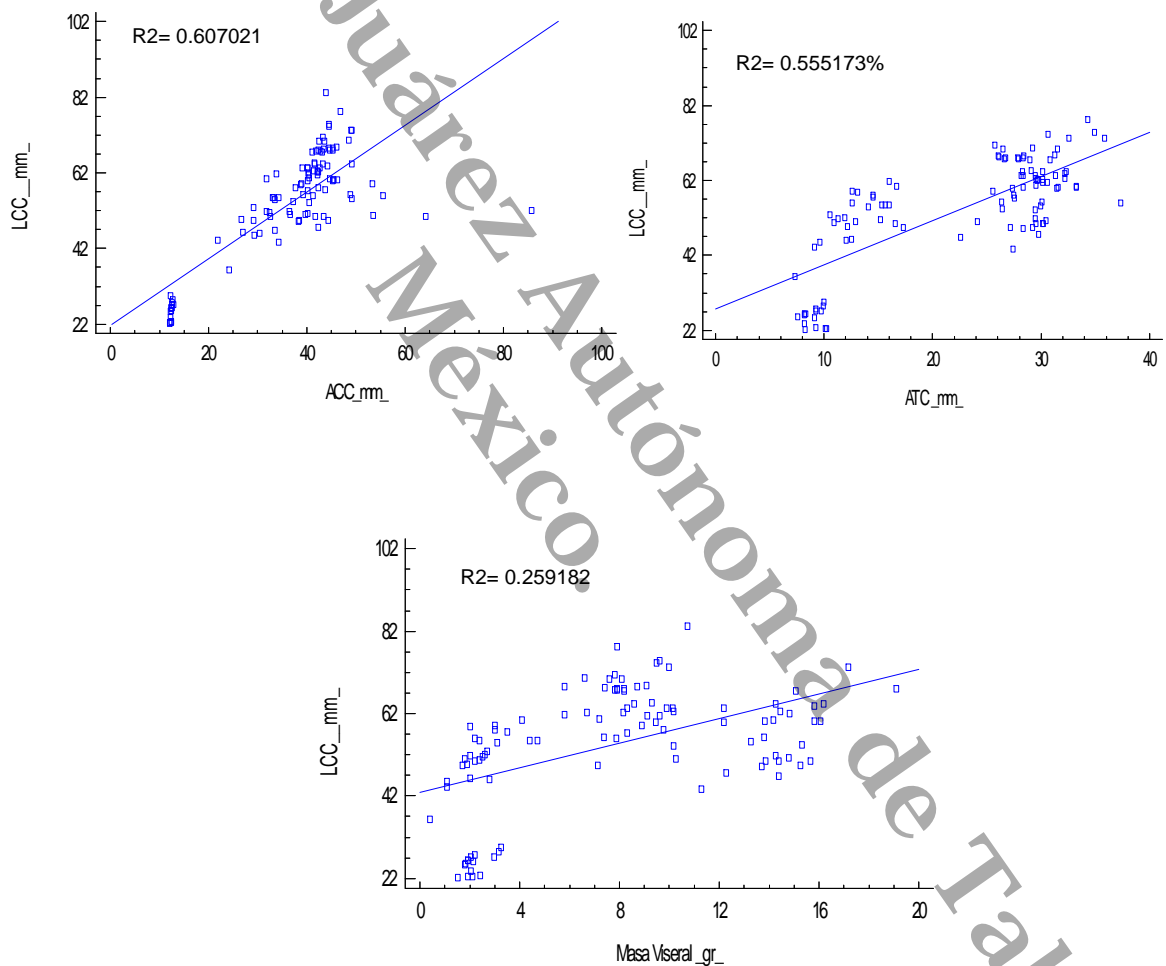 R2= 0.607021
102
82
62
42
22
0 20 40 60 80 100
LCC__mm_
ACC_mm_
R2= 0.555173%
102
82
62
42
22
0 10 20 30 40
LCC__mm_
ATC_mm_
R2= 0.259182
102
82
62
42
22
0 4 8 12 16 20
LCC__mm_
Masa Viseral _gr_
Juárez Autónoma de
México.